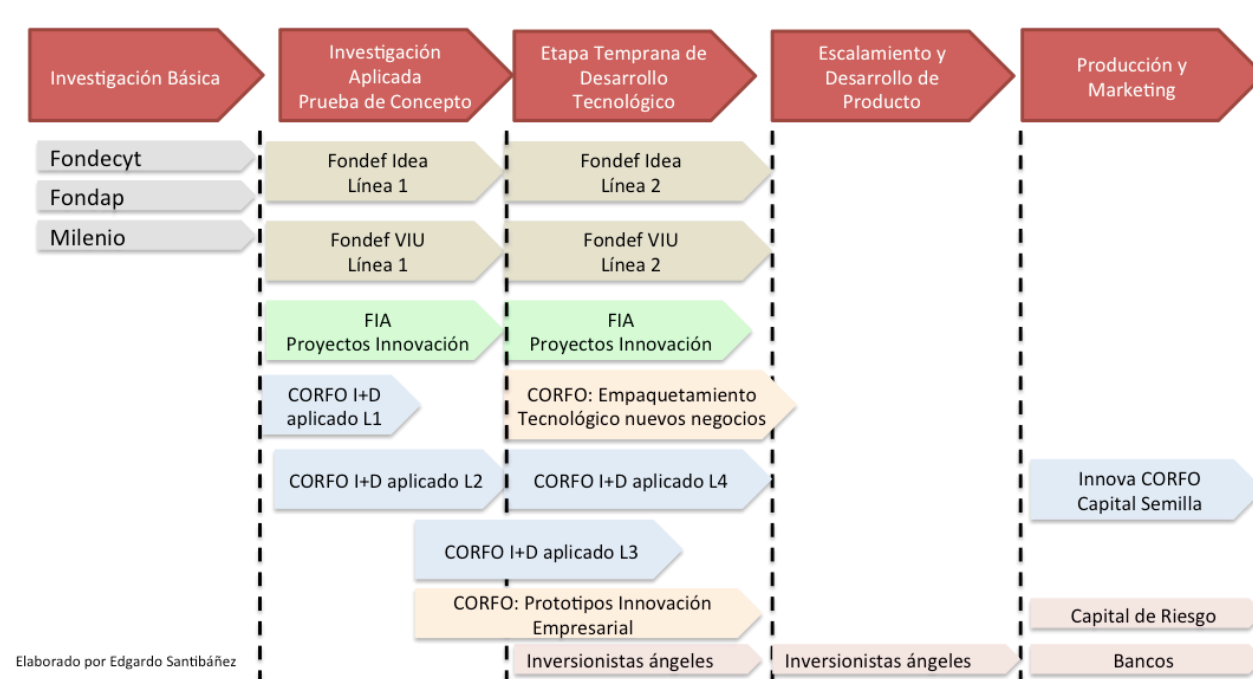 Investigación Básica
Investigación
Aplicada
Prueba de Concepto
Etapa Temprana de
Desarrollo
Tecnológico
Escalamiento y
Desarrollo de
Producto
Producción y
Marketing
Fondecyt
Fondap
Milenio
Fondef Idea
Línea 1
Fondef Idea
Línea 2
Fondef VIU
Línea 1
Fondef VIU
Línea 2
FIA
Proyectos Innovación
FIA
Proyectos Innovación
CORFO I+D
aplicado L1
CORFO: Empaquetamiento
Tecnológico nuevos negocios
CORFO I+D aplicado L2
CORFO I+D aplicado L4
Innova CORFO
Capital Semilla
CORFO I+D aplicado L3
CORFO: Prototipos Innovación
Empresarial
Capital de Riesgo
Elaborado por Edgardo Santibáñez
Inversionistas ángeles
Inversionistas ángeles
Bancos